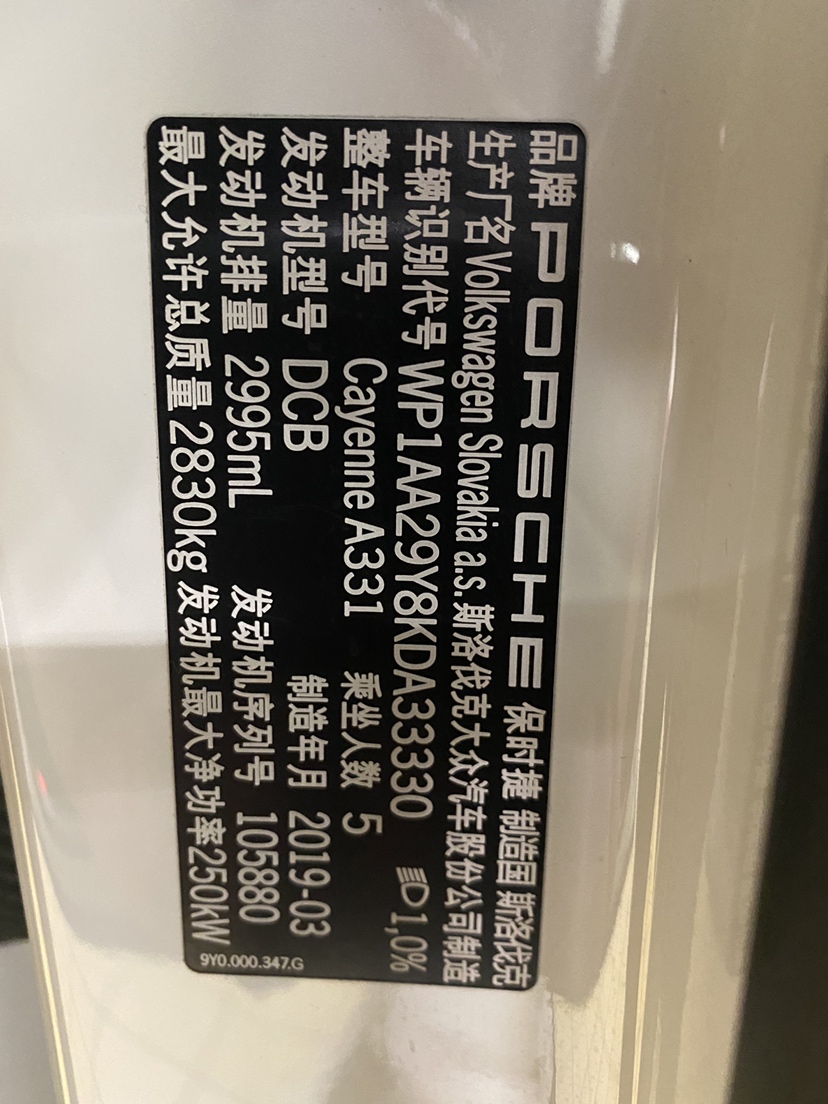 品牌 PORSCHE 保时捷 制造国 斯洛伐克
生产厂名 Volkswagen Slovakia a.s. 斯洛伐克大众汽车股份公司制造
车辆识别代号 WP1AA29Y8KDA33330 1,0%
整车型号 Cayenne A331 乘坐人数 5
发动机型号 DCB 制造年月 2019-03
发动机排量 2995mL 发动机序列号 105880
最大允许总质量 2830kg 发动机最大净功率250kW
9Y0.000.347.G